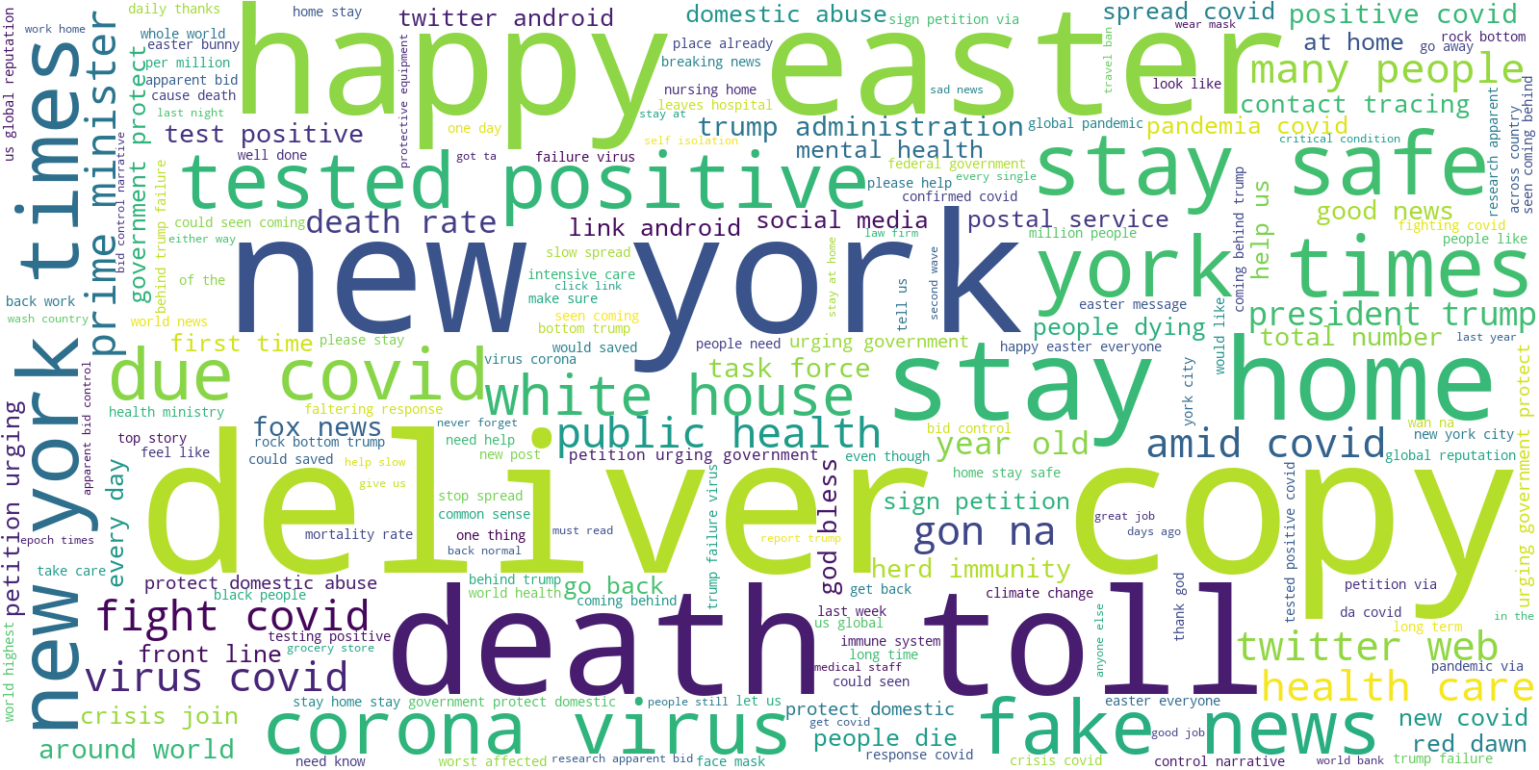 daily thanks
home stay
twitter android
domestic abuse
sign petition via
spread covid
positive covid
work home
whole world
happy easter
place already
wear mask
at home
rock bottom
easter bunny
breaking news
go away
per million
many people
apparent bid
nursing home
sad news
travel ban
look like
cause death
leaves hospital
contact tracing
last night
stay at
us global reputation
new york times
prime minister
government protect
bid control narrative
protective equipment
test positive
one day
trump administration
global pandemic
pandemia covid
self isolation
critical condition
well done
got ta
failure virus
mental health
federal government
stay safe
tested positive
please help
every single
confirmed covid
research apparent
across country
seen coming behind
could seen coming
death rate
link android
social media
postal service
help us
good news
fighting covid
either way
law firm
million people
people like
slow spread
new york
york times
of the
behind trump failure
intensive care
click link
make sure
stay at home
tell us
second wave
coming behind trump
back work
easter message
wash country
world news
seen coming
bottom trump
people dying
would like
president trump
first time
please stay
would saved
people need
urging government
happy easter everyone
total number
last year
due covid
virus corona
task force
stay home
york city
white house
apparent bid control
health ministry
faltering response
fox news
never forget
public health
bid control
wan na
top story
rock bottom trump
need help
year old
amid covid
new york city
feel like
could saved
help slow
new post
petition urging government
even though
global reputation
petition urging
every day
give us
deliver copy
home stay safe
stop spread
sign petition
common sense
god bless
great job
mortality rate
one thing
must read
gon na
days ago
epoch times
back normal
report trump
trump failure virus
tested positive covid
urging government protect
take care
herd immunity
protect domestic abuse
behind trump
go back
petition via
black people
world health
get back
climate change
thank god
death toll
coming behind
fight covid
last week
da covid
in the
us global
long term
testing positive
immune system
anyone else
front line
grocery store
long time
twitter web
virus covid
medical staff
could seen
pandemic via
health care
world highest
stay home stay
government protect domestic
people still
let us
protect domestic
easter everyone
crisis join
corona virus
get covid
fake news
good job
new covid
around world
people die
red dawn
need know
worst affected
research apparent bid
face mask
response covid
crisis covid
control narrative
world bank
trump failure